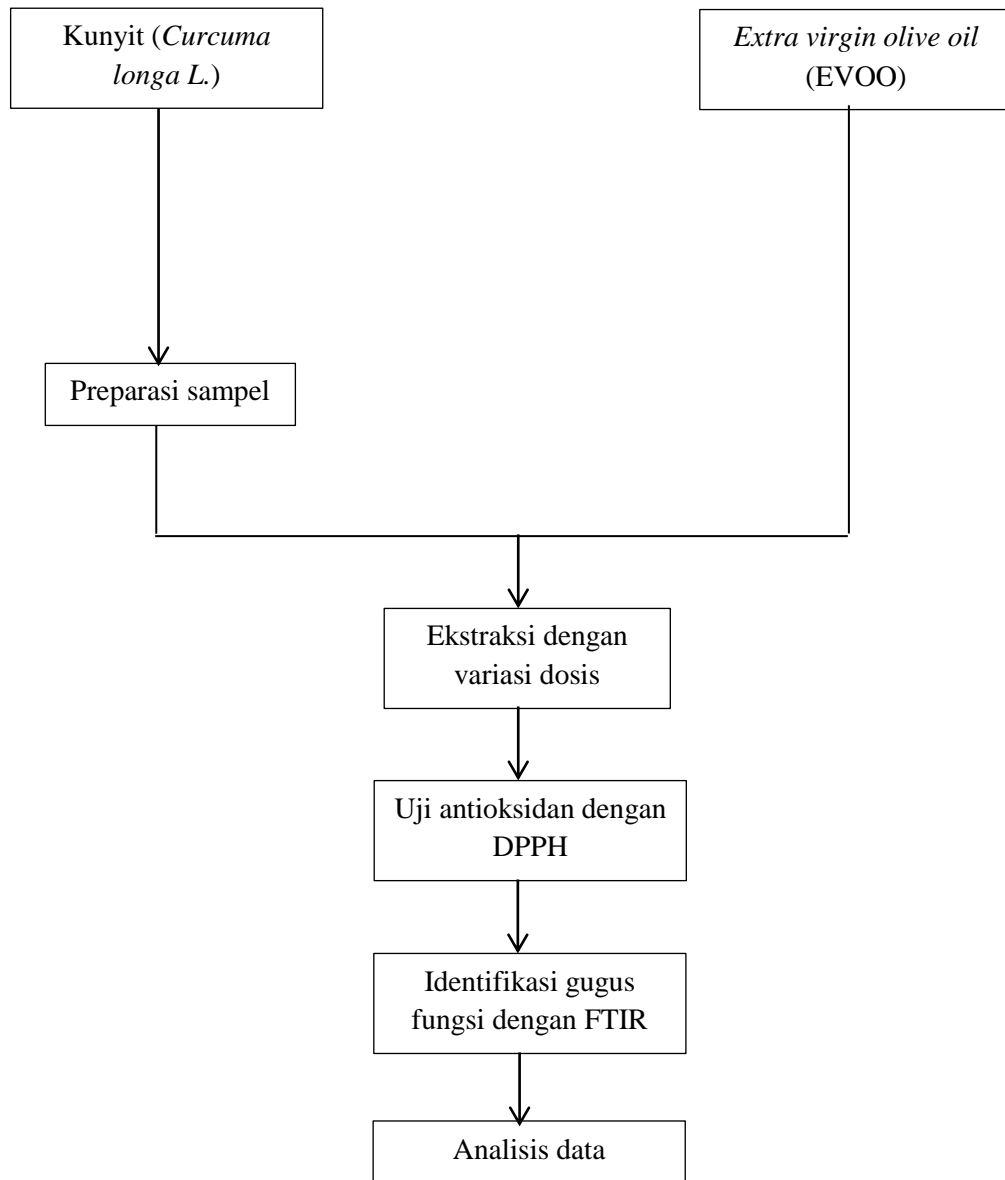 Kunyit (Curcuma
longa L.)
Extra virgin olive oil
(EVOO)
Preparasi sampel
Ekstraksi dengan
variasi dosis
Uji antioksidan dengan
DPPH
Identifikasi gugus
fungsi dengan FTIR
Analisis data